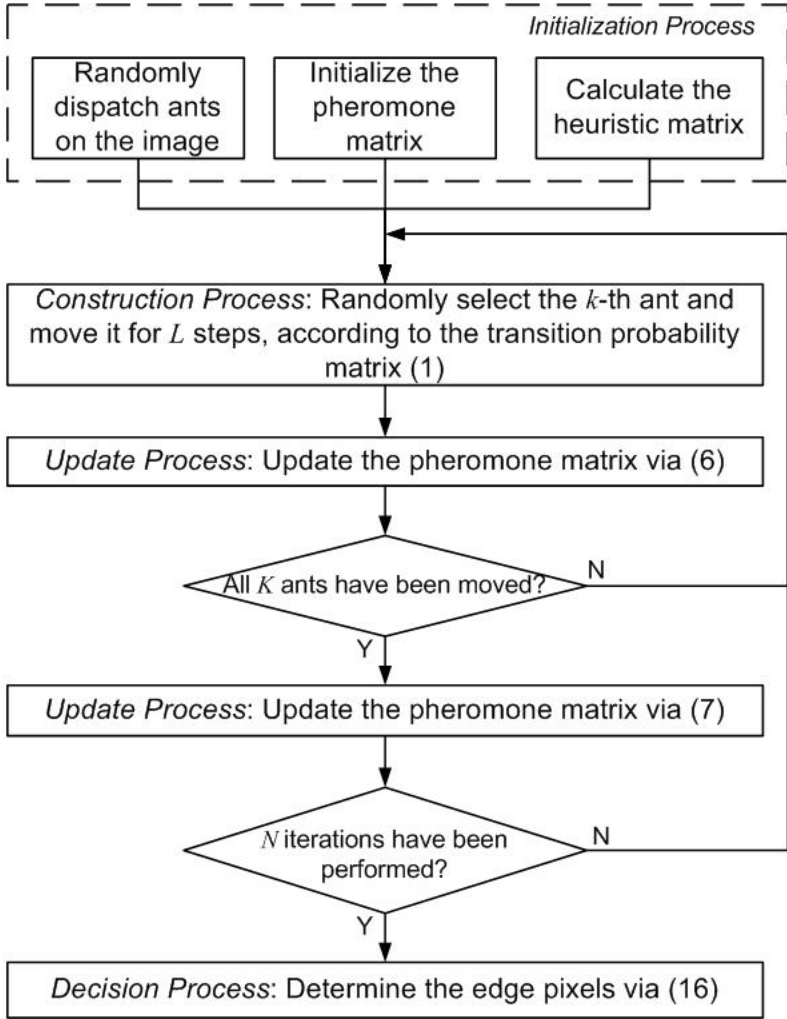 Initialization Process
Randomly
dispatch ants
on the image
Initialize the
pheromone
matrix
Calculate the
heuristic matrix
Construction Process: Randomly select the k-th ant and
move it for L steps, according to the transition probability
matrix (1)
Update Process: Update the pheromone matrix via (6)
All K ants have been moved?
N
Y
Update Process: Update the pheromone matrix via (7)
N iterations have been
performed?
N
Y
Decision Process: Determine the edge pixels via (16)